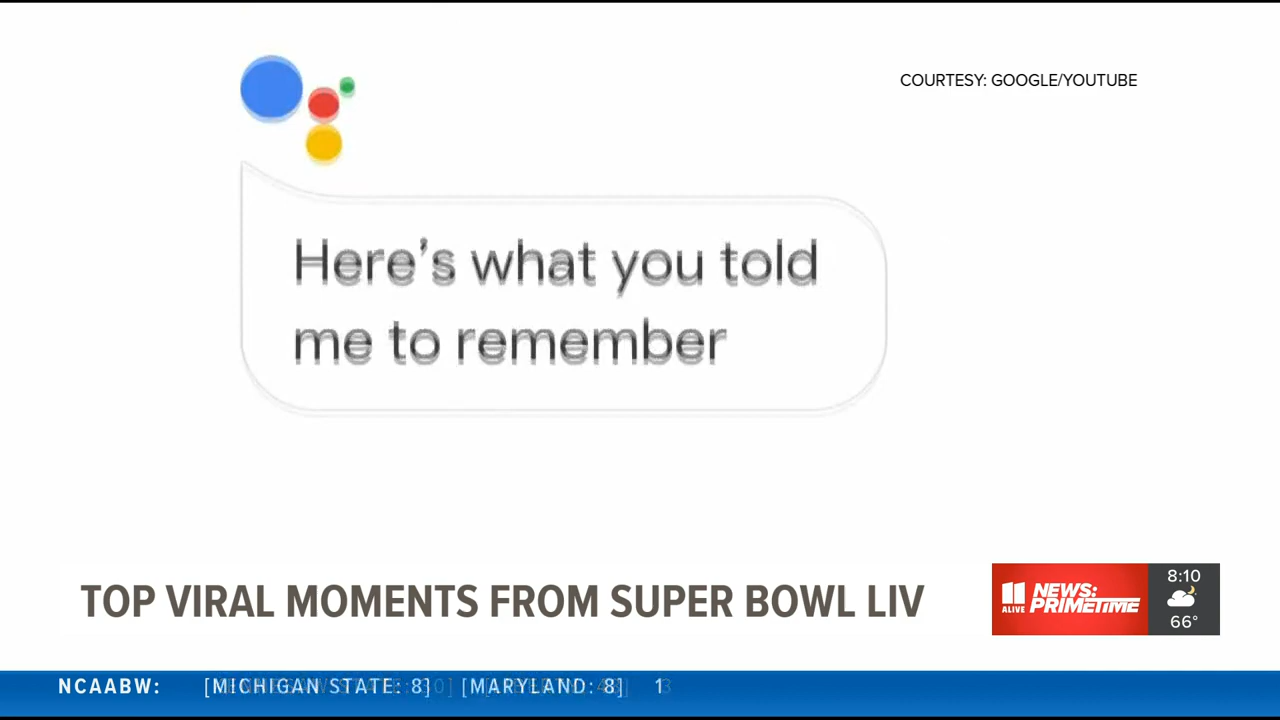 COURTESY: GOOGLE/YOUTUBE
Here's what you told
me to remember
TOP VIRAL MOMENTS FROM SUPER BOWL LIV
11
ALIVE
NEWS:
PRIMETIME
8:10
66°
NCAABW: [MICHIGAN STATE: 8] [MARYLAND: 8]